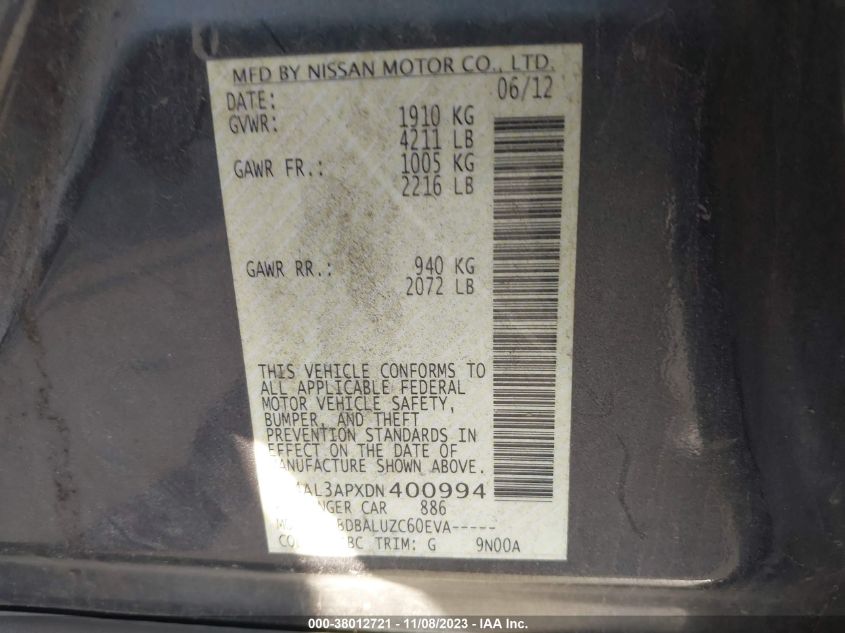 MFD BY NISSAN MOTOR CO., LTD.
DATE: 06/12
GVWR: 1910 KG
4211 LB
GAWR FR.: 1005 KG
2216 LB
GAWR RR.: 940 KG
2072 LB
THIS VEHICLE CONFORMS TO
ALL APPLICABLE FEDERAL
MOTOR VEHICLE SAFETY,
BUMPER, AND THEFT
PREVENTION STANDARDS IN
EFFECT ON THE DATE OF
MANUFACTURE SHOWN ABOVE.
AL3APXDN400994
CAR 886
BDBALUZC60EVA-----
TRIM: G 9N00A
000-38012721 - 11/08/2023 - IAA Inc.